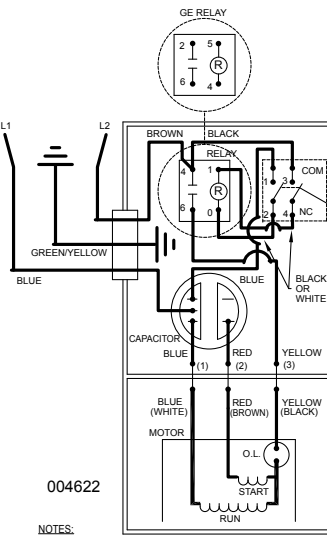 GE RELAY
2 5
R
6 4
L1 L2
BROWN BLACK
RELAY
4 1
R
6 0
1 3 COM
2 4 NC
GREEN/YELLOW
BLUE
BLUE
BLACK
OR
WHITE
CAPACITOR
BLUE
(1)
RED
(2)
YELLOW
(3)
BLUE
(WHITE)
RED
(BROWN)
YELLOW
(BLACK)
MOTOR
O.L.
START
RUN
004622
NOTES: